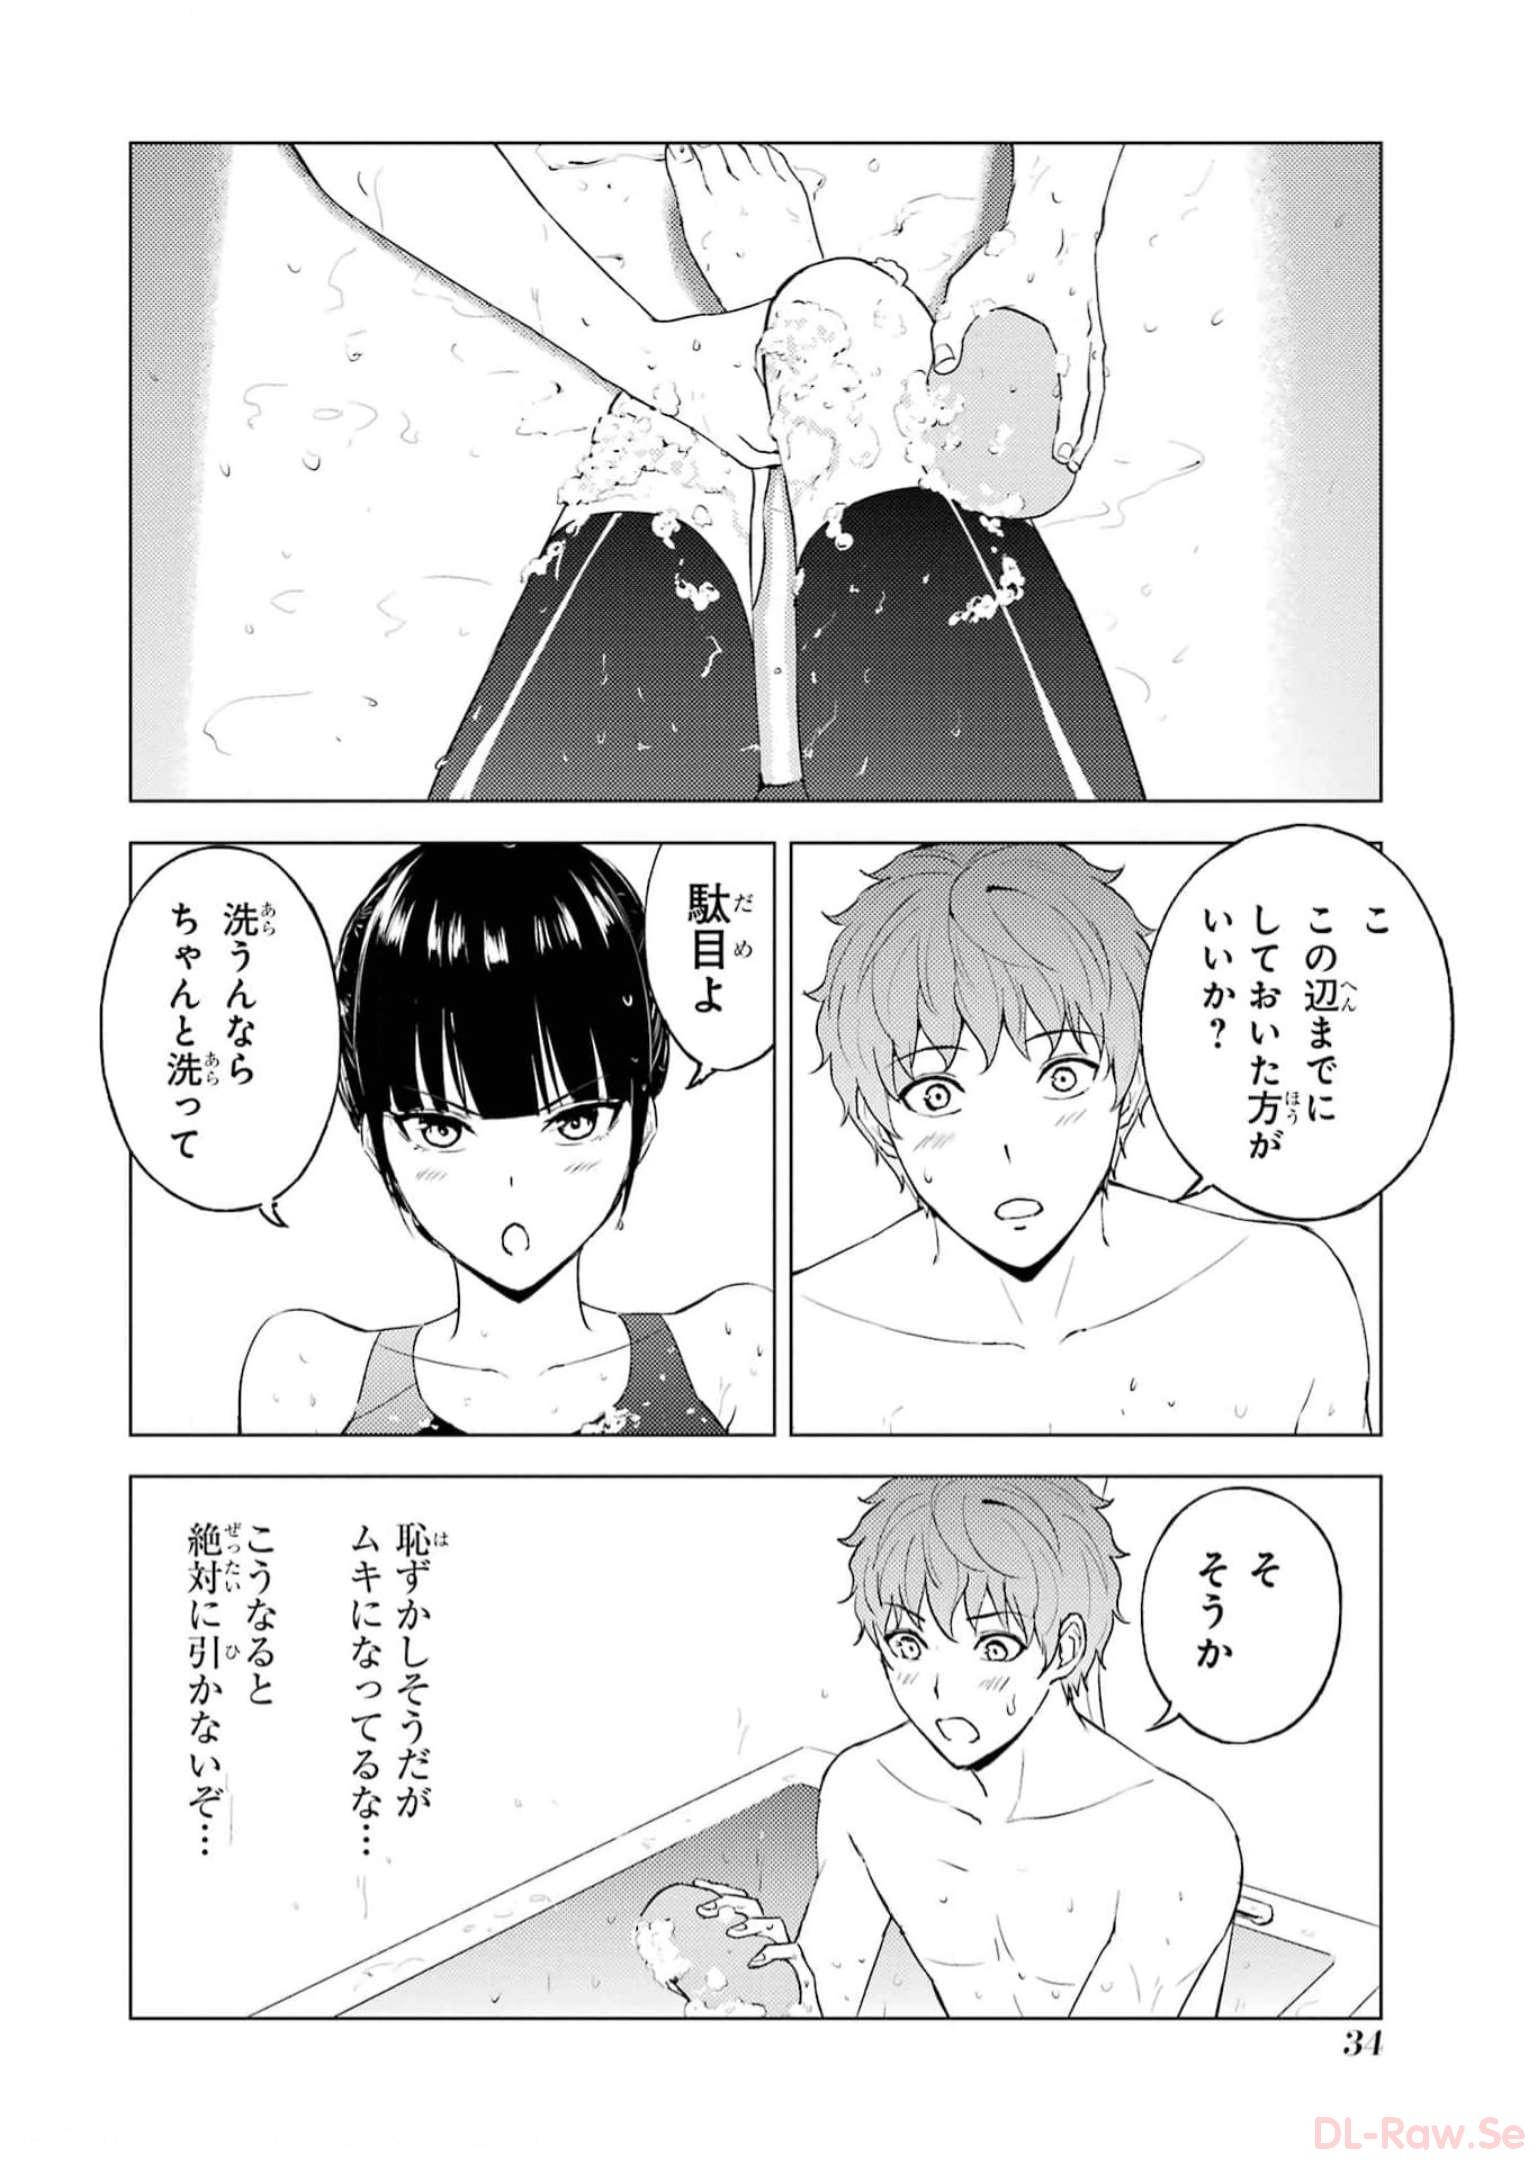 こ
この辺までに
しておいた方が
いいか?
駄目よ
洗うんなら
ちゃんと洗って
そ
そうか
恥ずかしそうだが
ムキになってるな…
こうなると
絶対に引かないぞ…
34
DL-Raw.Se